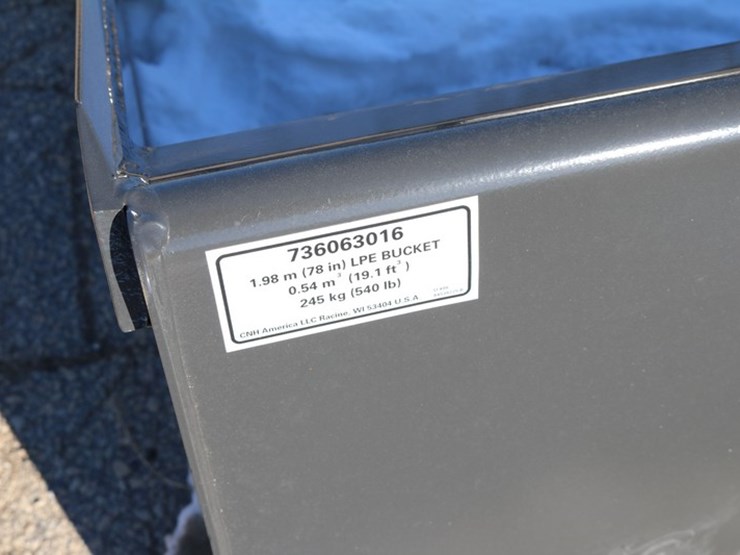 736063016
1.98 m (78 in) LPE BUCKET
0.54 m³ (19.1 ft³)
245 kg (540 lb)
CNH America LLC Racine, WI 53404 U.S.A.